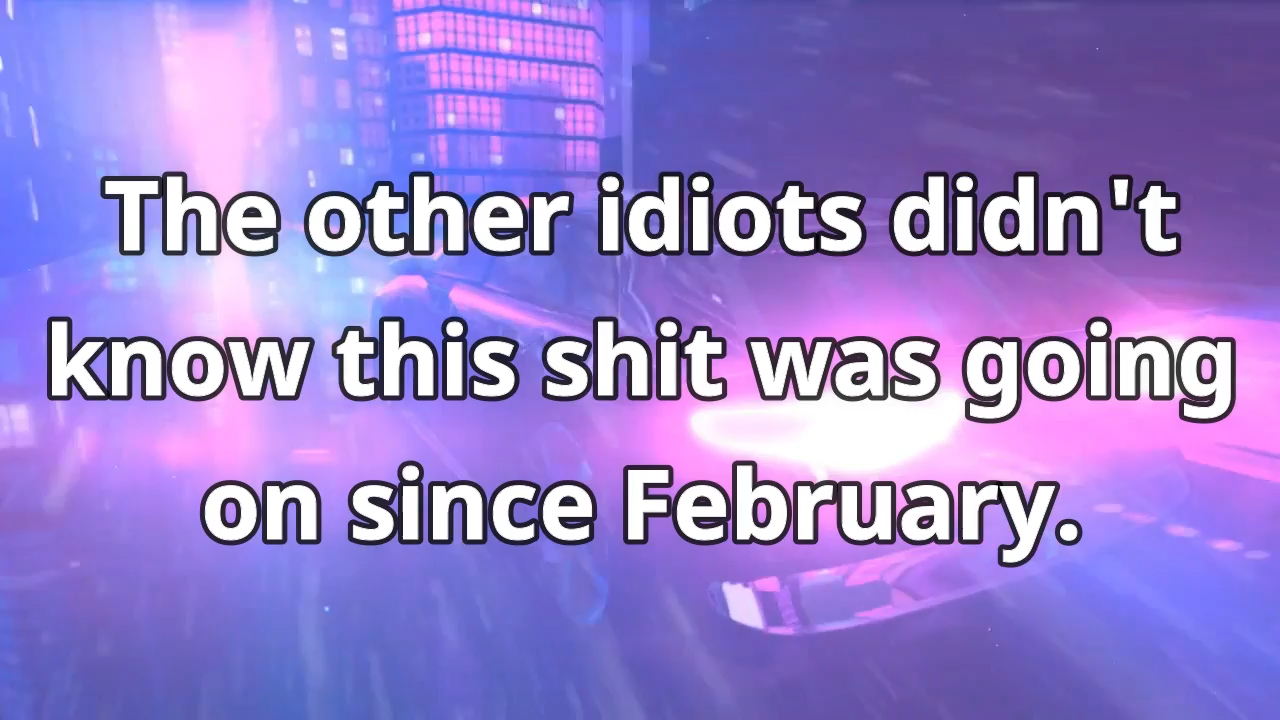 The other idiots didn't
know this shit was going
on since February.